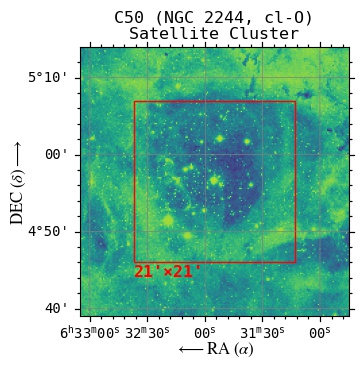 C50 (NGC 2244, cl-O)
Satellite Cluster
5°10'
00'
4°50'
40'
DEC (δ) ⟶
21'×21'
6ʰ33ᵐ00ˢ 32ᵐ30ˢ 00ˢ 31ᵐ30ˢ 00ˢ
⟵ RA (α)